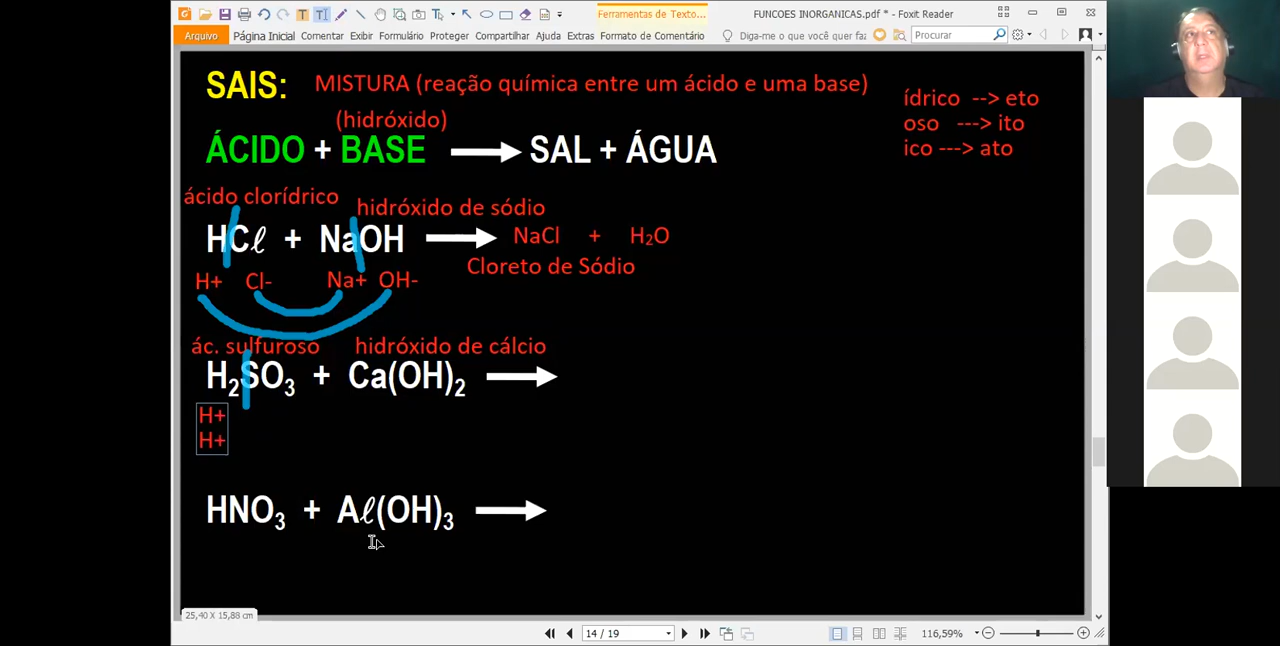 Ferramentas de Texto...
FUNCOES INORGANICAS.pdf * - Foxit Reader
Arquivo Página Inicial Comentar Exibir Formulário Proteger Compartilhar Ajuda Extras Formato de Comentário Diga-me o que você quer faz Procurar
SAIS: MISTURA (reação química entre um ácido e uma base)
(hidróxido)
ÁCIDO + BASE ⟶ SAL + ÁGUA
ídrico --> eto
oso ---> ito
ico ---> ato
ácido clorídrico hidróxido de sódio
HCℓ + NaOH ⟶ NaCl + H₂O
Cloreto de Sódio
H+ Cl- Na+ OH-
ác. sulfuroso hidróxido de cálcio
H₂SO₃ + Ca(OH)₂ ⟶
H+
H+
HNO₃ + Aℓ(OH)₃ ⟶
25,40 X 15,88 cm
14 / 19
116,59%